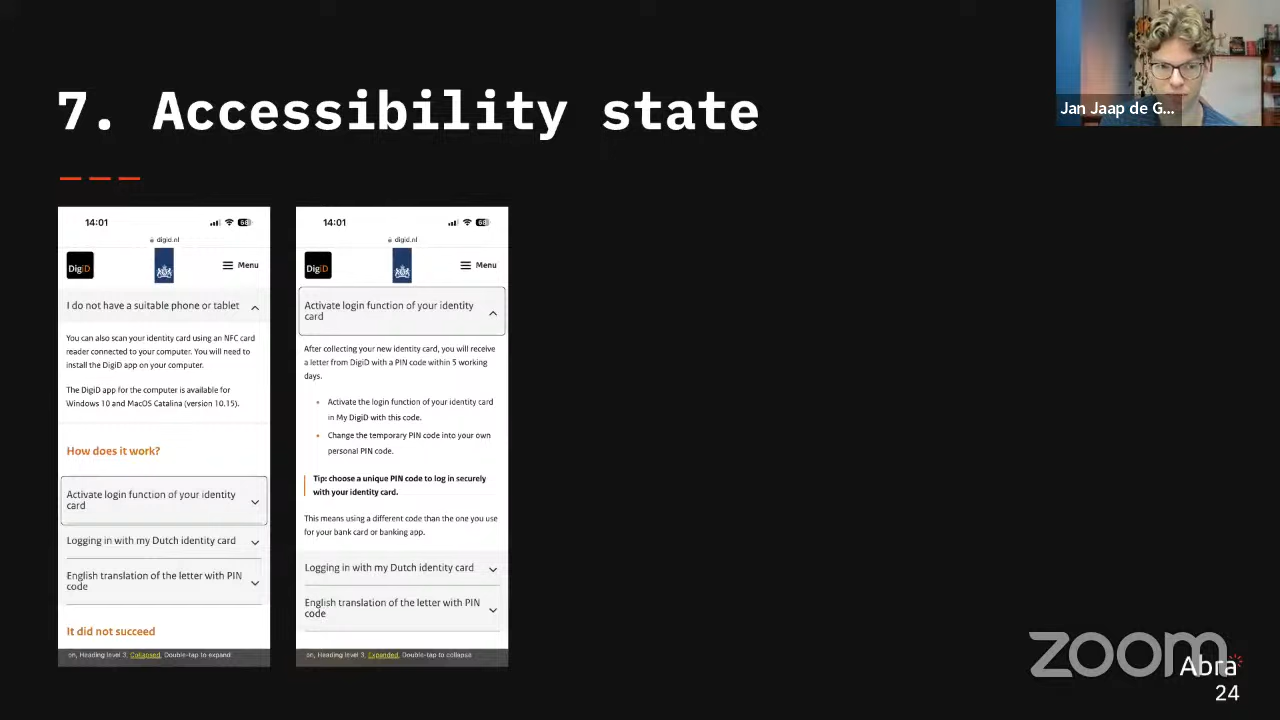 7. Accessibility state
Jan Jaap de G...
14:01
68
digid.nl
DigiD
Menu
I do not have a suitable phone or tablet
You can also scan your identity card using an NFC card
reader connected to your computer. You will need to
install the DigiD app on your computer.
The DigiD app for the computer is available for
Windows 10 and MacOS Catalina (version 10.15).
How does it work?
Activate login function of your identity
card
Logging in with my Dutch identity card
English translation of the letter with PIN
code
It did not succeed
on, Heading level 3, Collapsed, Double-tap to expand
14:01
68
digid.nl
DigiD
Menu
Activate login function of your identity
card
After collecting your new identity card, you will receive
a letter from DigiD with a PIN code within 5 working
days.
Activate the login function of your identity card
in My DigiD with this code.
Change the temporary PIN code into your own
personal PIN code.
Tip: choose a unique PIN code to log in securely
with your identity card.
This means using a different code than the one you use
for your bank card or banking app.
Logging in with my Dutch identity card
English translation of the letter with PIN
code
on, Heading level 3, Expanded, Double-tap to collapse
zoom
Abra
24